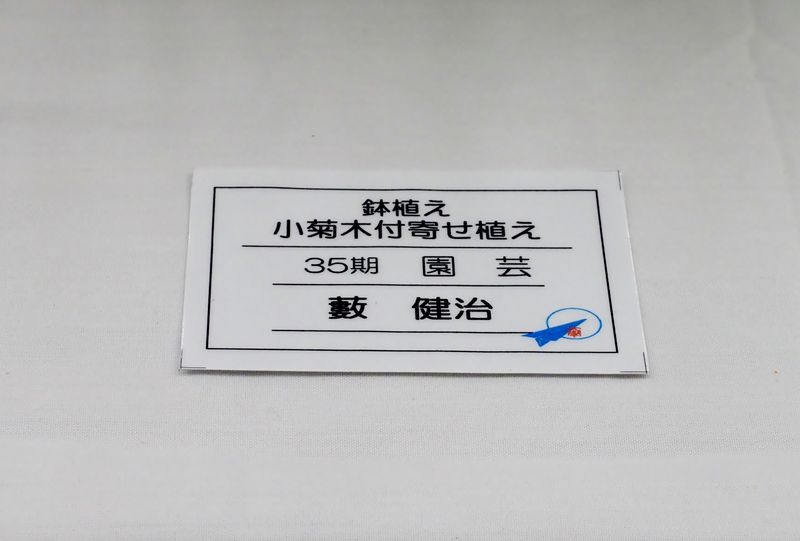 鉢植え
小菊木付寄せ植え
35期 園 芸
藪 健治